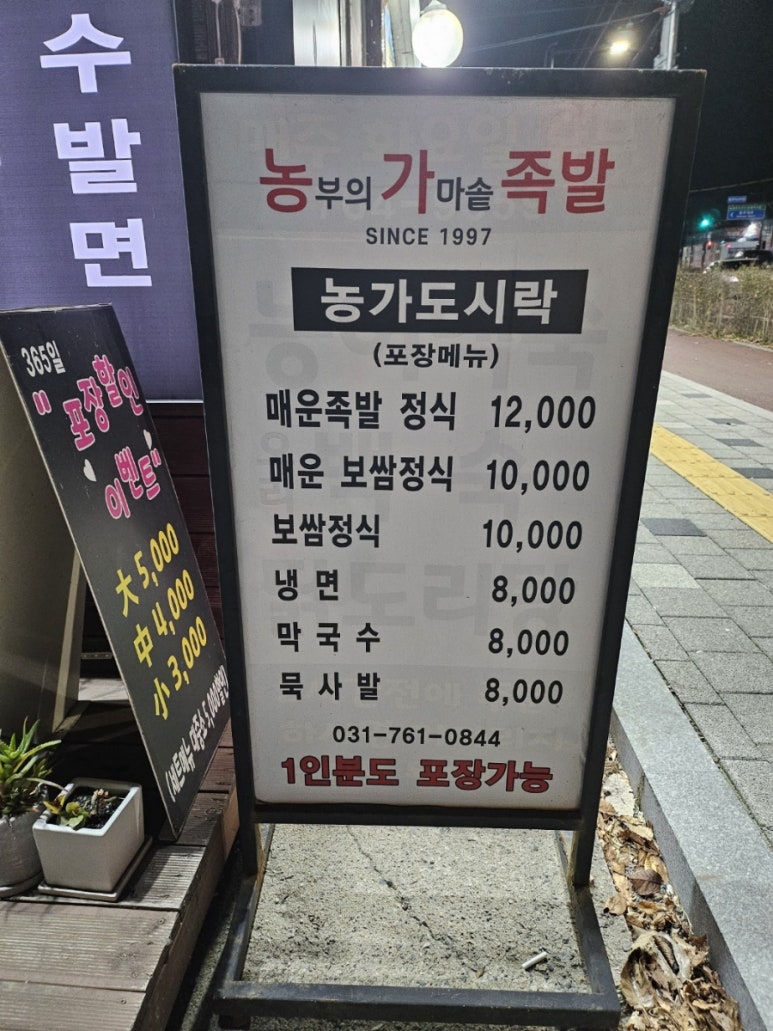 수발면
농부의 가마솥 족발
SINCE 1997
농가도시락
(포장메뉴)
매운족발 정식 12,000
매운 보쌈정식 10,000
보쌈정식 10,000
냉면 8,000
막국수 8,000
묵사발 8,000
031-761-0844
1인분도 포장가능
365일
"포장할인
이벤트"
大 5,000
中 4,000
小 3,000